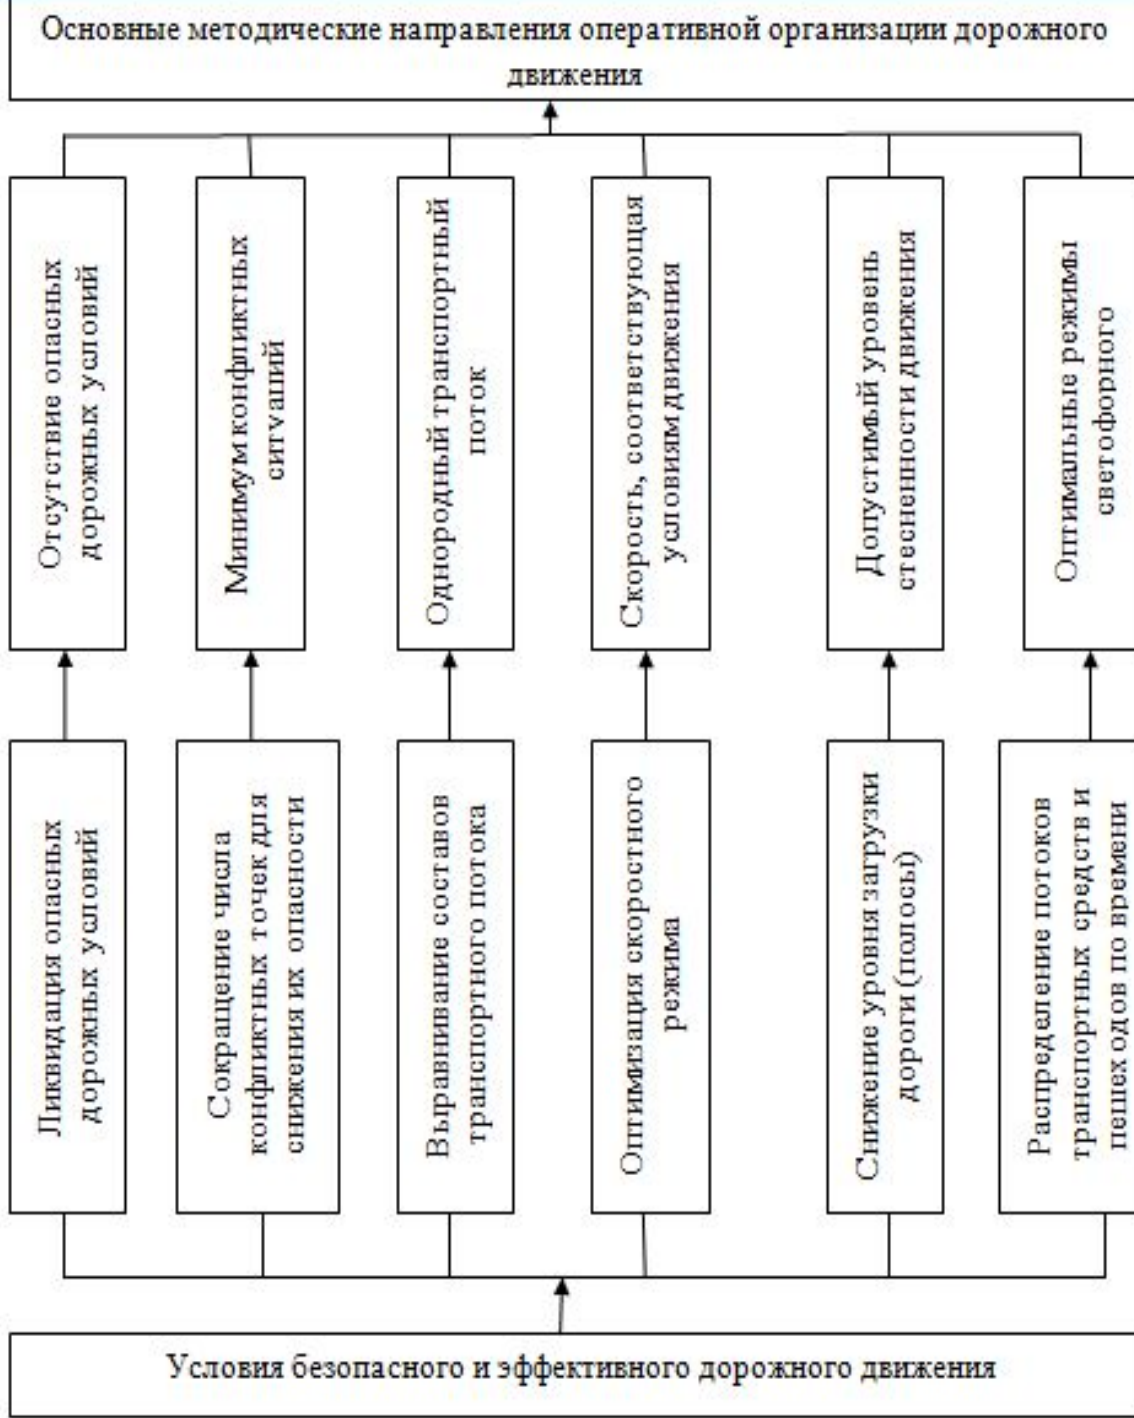 Основные методические направления оперативной организации дорожного
движения
Отсутствие опасных
дорожных условий
Минимум конфликтных
ситуаций
Однородный транспортный
поток
Скорость, соответствующая
условиям движения
Допустимый уровень
стесненности движения
Оптимальные режимы
светофорного
Ликвидация опасных
дорожных условий
Сокращение числа
конфликтных точек для
снижения их опасности
Выравнивание составов
транспортного потока
Оптимизация скоростного
режима
Снижение уровня загрузки
дороги (полосы)
Распределение потоков
транспортных средств и
пешеходов по времени
Условия безопасного и эффективного дорожного движения